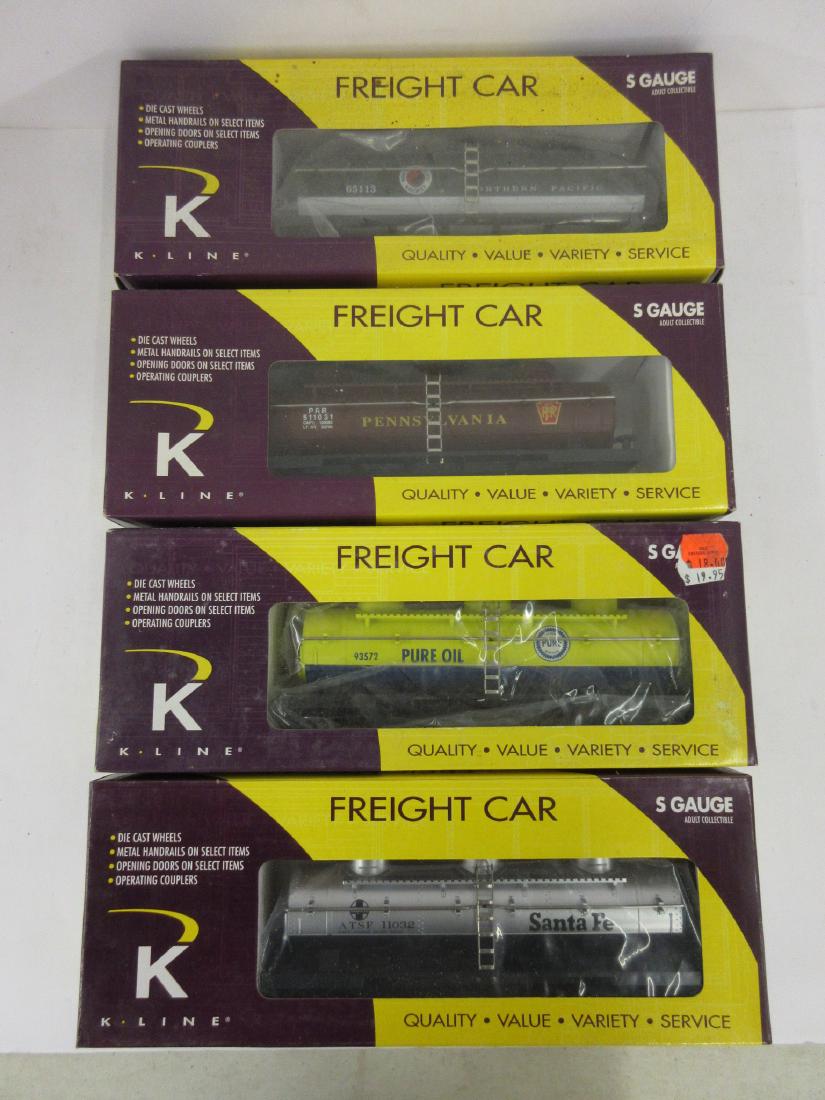 FREIGHT CAR
S GAUGE
ADULT COLLECTIBLE
• DIE CAST WHEELS
• METAL HANDRAILS ON SELECT ITEMS
• OPENING DOORS ON SELECT ITEMS
• OPERATING COUPLERS
65113
NORTHERN PACIFIC
K
K·LINE®
QUALITY • VALUE • VARIETY • SERVICE
FREIGHT CAR
FREIGHT CAR
S GAUGE
ADULT COLLECTIBLE
• DIE CAST WHEELS
• METAL HANDRAILS ON SELECT ITEMS
• OPENING DOORS ON SELECT ITEMS
• OPERATING COUPLERS
PRR
511031
PENNSYLVANIA
K
K·LINE®
QUALITY • VALUE • VARIETY • SERVICE
FREIGHT CAR
S GA
$ 19.95
• DIE CAST WHEELS
• METAL HANDRAILS ON SELECT ITEMS
• OPENING DOORS ON SELECT ITEMS
• OPERATING COUPLERS
93572 PURE OIL
PURE
K
K·LINE®
QUALITY • VALUE • VARIETY • SERVICE
FREIGHT CAR
S GAUGE
ADULT COLLECTIBLE
• DIE CAST WHEELS
• METAL HANDRAILS ON SELECT ITEMS
• OPENING DOORS ON SELECT ITEMS
• OPERATING COUPLERS
ATSF 11032
Santa Fe
K
K·LINE®
QUALITY • VALUE • VARIETY • SERVICE